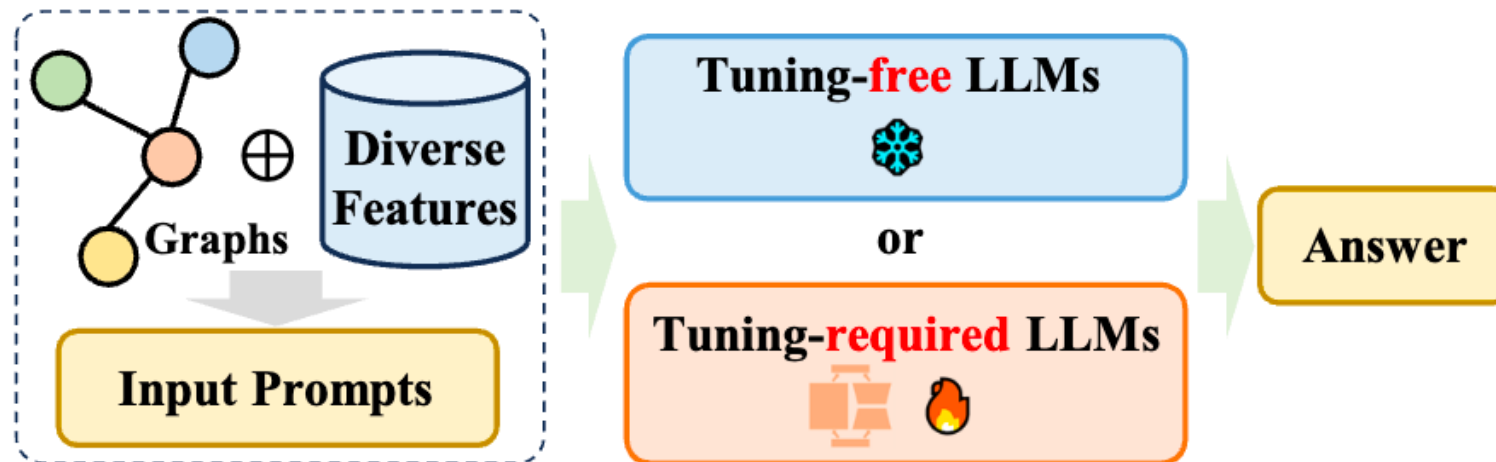 Graphs
Diverse
Features
Input Prompts
Tuning-free LLMs
or
Tuning-required LLMs
Answer